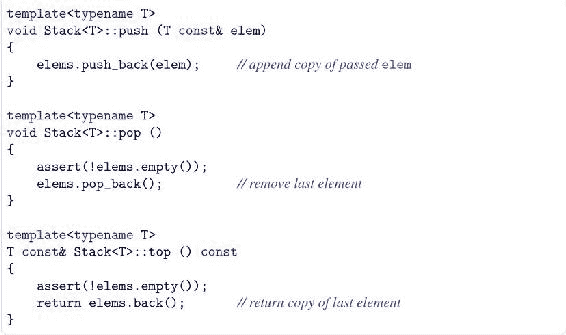 template<typename T>
void Stack<T>::push (T const& elem)
{
    elems.push_back(elem);     // append copy of passed elem
}

template<typename T>
void Stack<T>::pop ()
{
    assert(!elems.empty());
    elems.pop_back();          // remove last element
}

template<typename T>
T const& Stack<T>::top () const
{
    assert(!elems.empty());
    return elems.back();       // return copy of last element
}